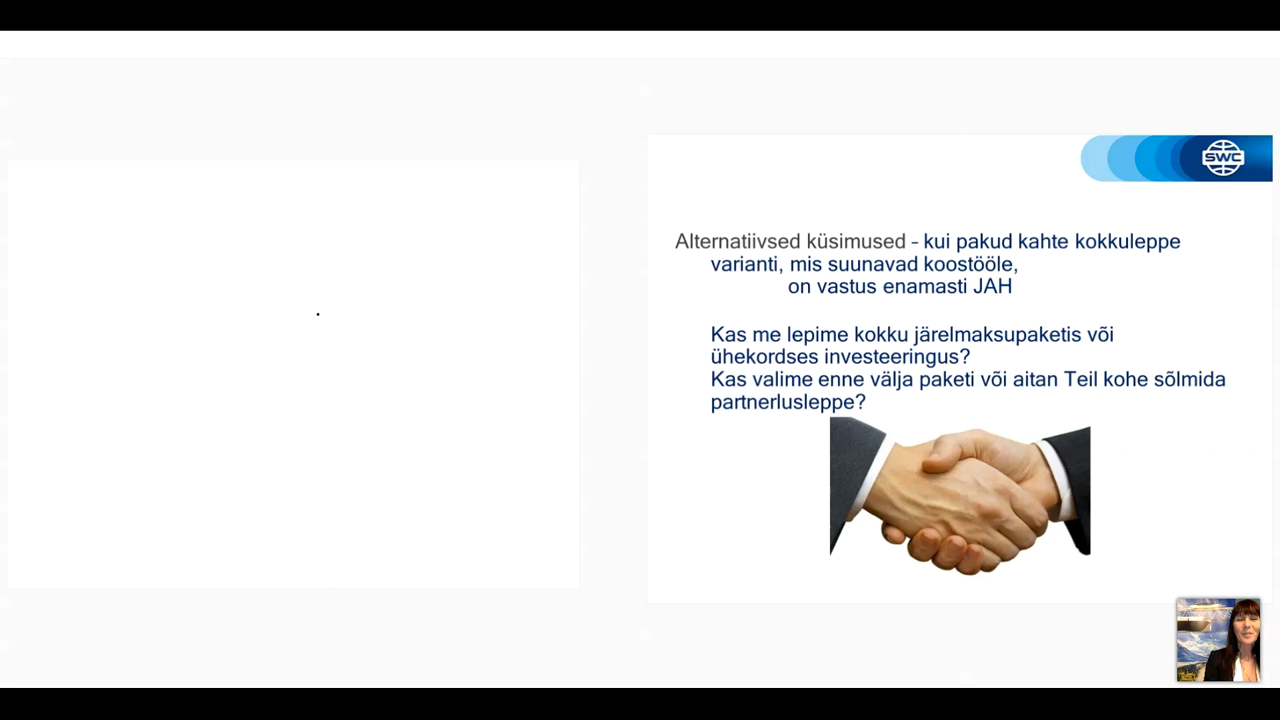 SWC
Alternatiivsed küsimused – kui pakud kahte kokkuleppe
varianti, mis suunavad koostööle,
on vastus enamasti JAH
Kas me lepime kokku järelmaksupaketis või
ühekordses investeeringus?
Kas valime enne välja paketi või aitan Teil kohe sõlmida
partnerlusleppe?